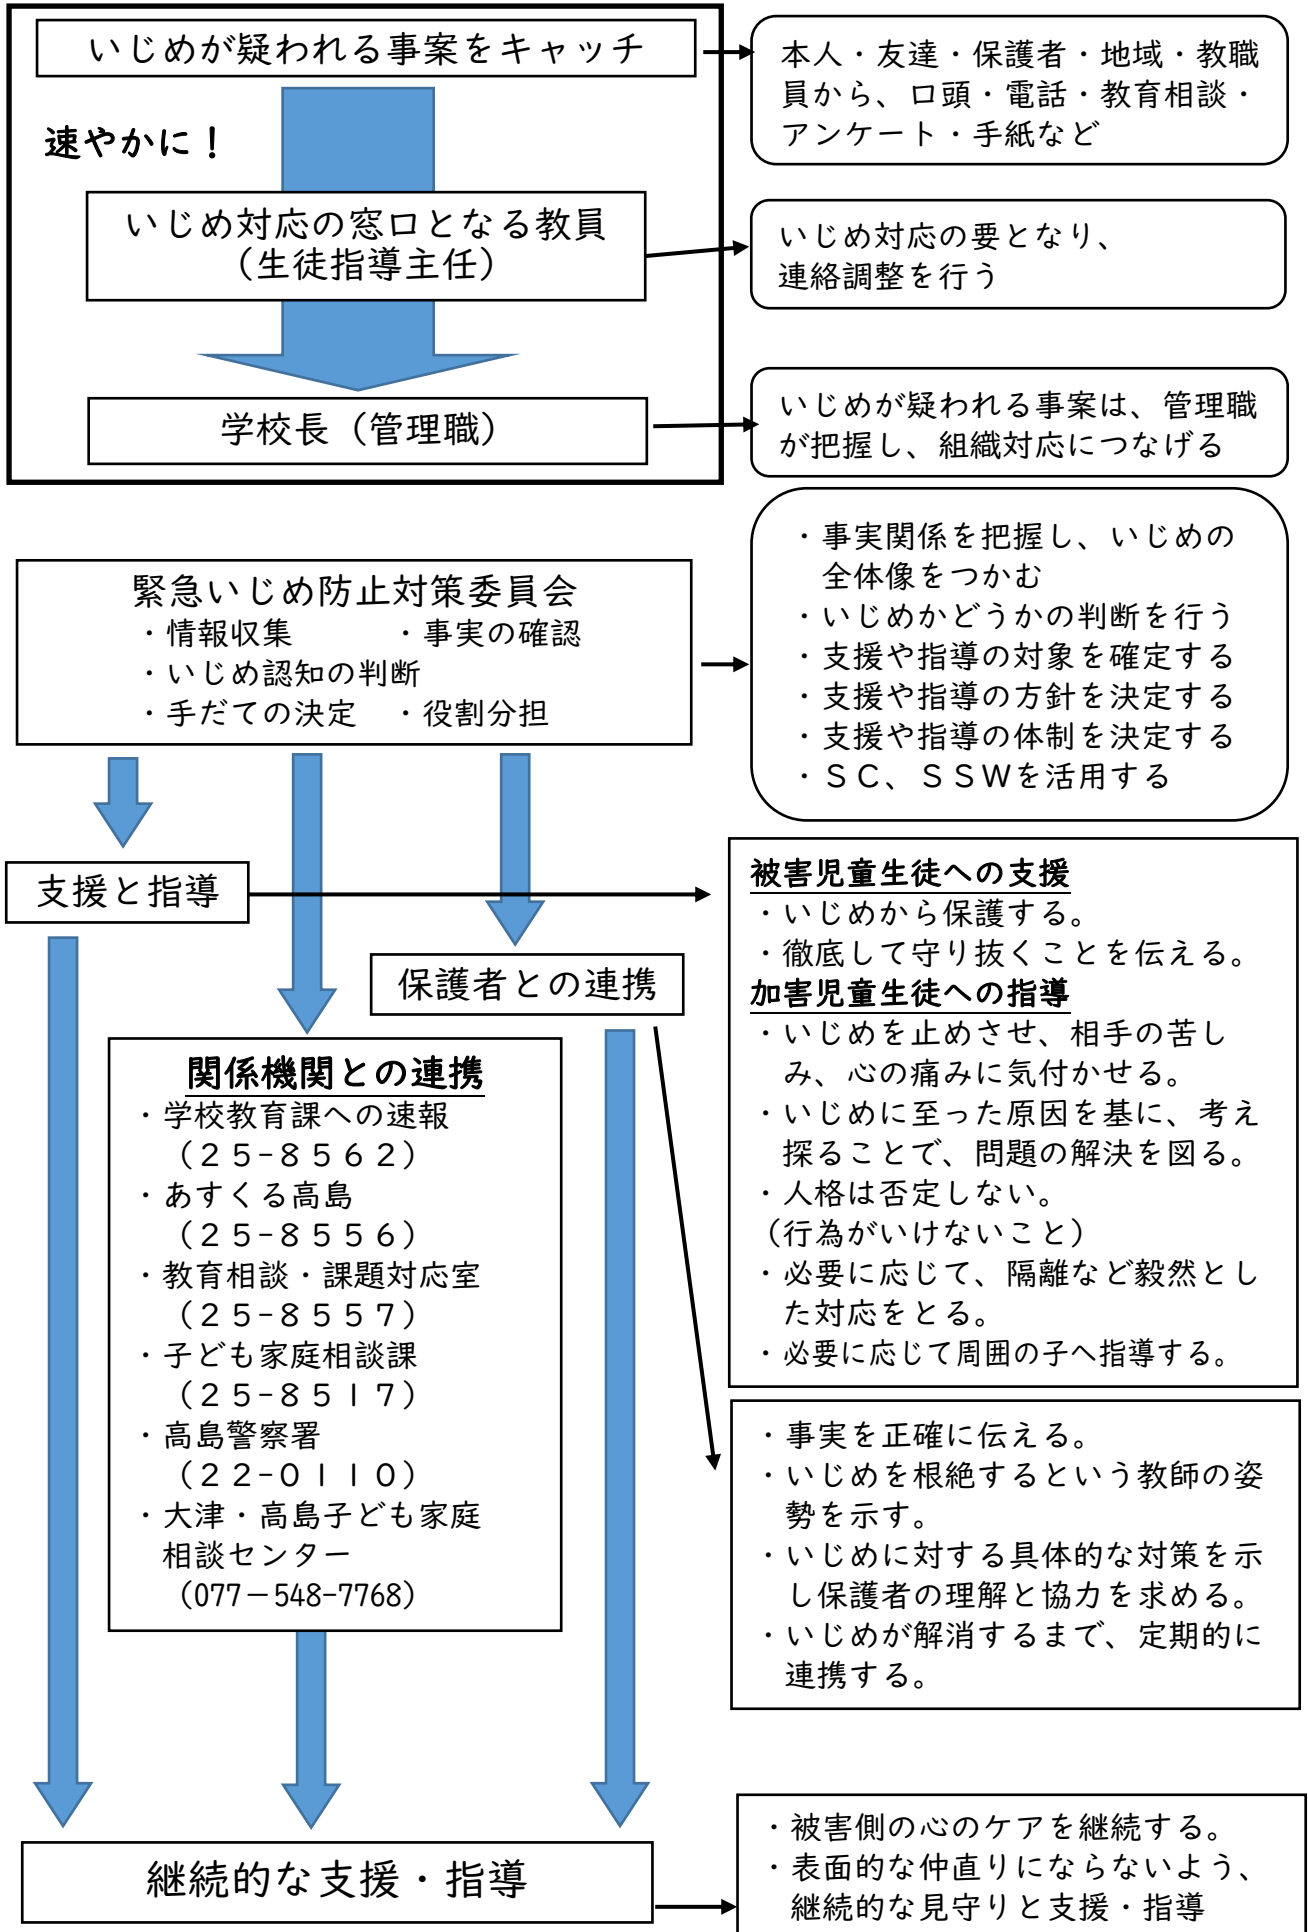 いじめが疑われる事案をキャッチ
本人・友達・保護者・地域・教職
員から、口頭・電話・教育相談・
アンケート・手紙など
速やかに！
いじめ対応の窓口となる教員
（生徒指導主任）
いじめ対応の要となり、
連絡調整を行う
学校長（管理職）
いじめが疑われる事案は、管理職
が把握し、組織対応につなげる
緊急いじめ防止対策委員会
・情報収集　・事実の確認
・いじめ認知の判断
・手だての決定　・役割分担
・事実関係を把握し、いじめの
全体像をつかむ
・いじめかどうかの判断を行う
・支援や指導の対象を確定する
・支援や指導の方針を決定する
・支援や指導の体制を決定する
・ＳＣ、ＳＳＷを活用する
支援と指導
被害児童生徒への支援
・いじめから保護する。
・徹底して守り抜くことを伝える。
加害児童生徒への指導
・いじめを止めさせ、相手の苦し
み、心の痛みに気付かせる。
・いじめに至った原因を基に、考え
探ることで、問題の解決を図る。
・人格は否定しない。
（行為がいけないこと）
・必要に応じて、隔離など毅然とし
た対応をとる。
・必要に応じて周囲の子へ指導する。
保護者との連携
・事実を正確に伝える。
・いじめを根絶するという教師の姿
勢を示す。
・いじめに対する具体的な対策を示
し保護者の理解と協力を求める。
・いじめが解消するまで、定期的に
連携する。
関係機関との連携
・学校教育課への速報
（２５-８５６２）
・あすくる高島
（２５-８５５６）
・教育相談・課題対応室
（２５-８５５７）
・子ども家庭相談課
（２５-８５１７）
・高島警察署
（２２-０１１０）
・大津・高島子ども家庭
相談センター
（077－548-7768）
継続的な支援・指導
・被害側の心のケアを継続する。
・表面的な仲直りにならないよう、
継続的な見守りと支援・指導